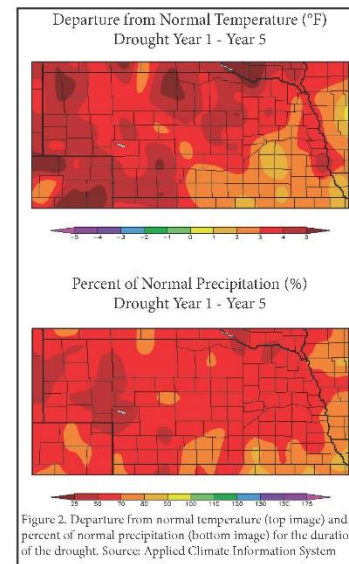 Departure from Normal Temperature (°F)
Drought Year 1 - Year 5
-5 -4 -3 -2 -1 0 1 2 3 4 5
Percent of Normal Precipitation (%)
Drought Year 1 - Year 5
25 50 70 80 90 100 110 120 130 150 175
Figure 2. Departure from normal temperature (top image) and
percent of normal precipitation (bottom image) for the duratio
of the drought. Source: Applied Climate Information System